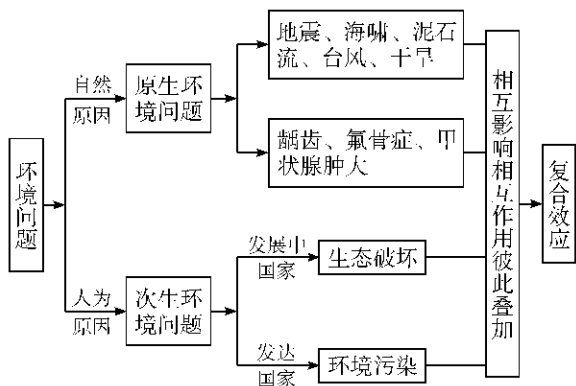 环境问题
自然
原因
原生环
境问题
地震、海啸、泥石
流、台风、干旱
龋齿、氟骨症、甲
状腺肿大
人为
原因
次生环
境问题
发展中
国家
生态破坏
发达
国家
环境污染
相互影响相互作用彼此叠加
复合效应